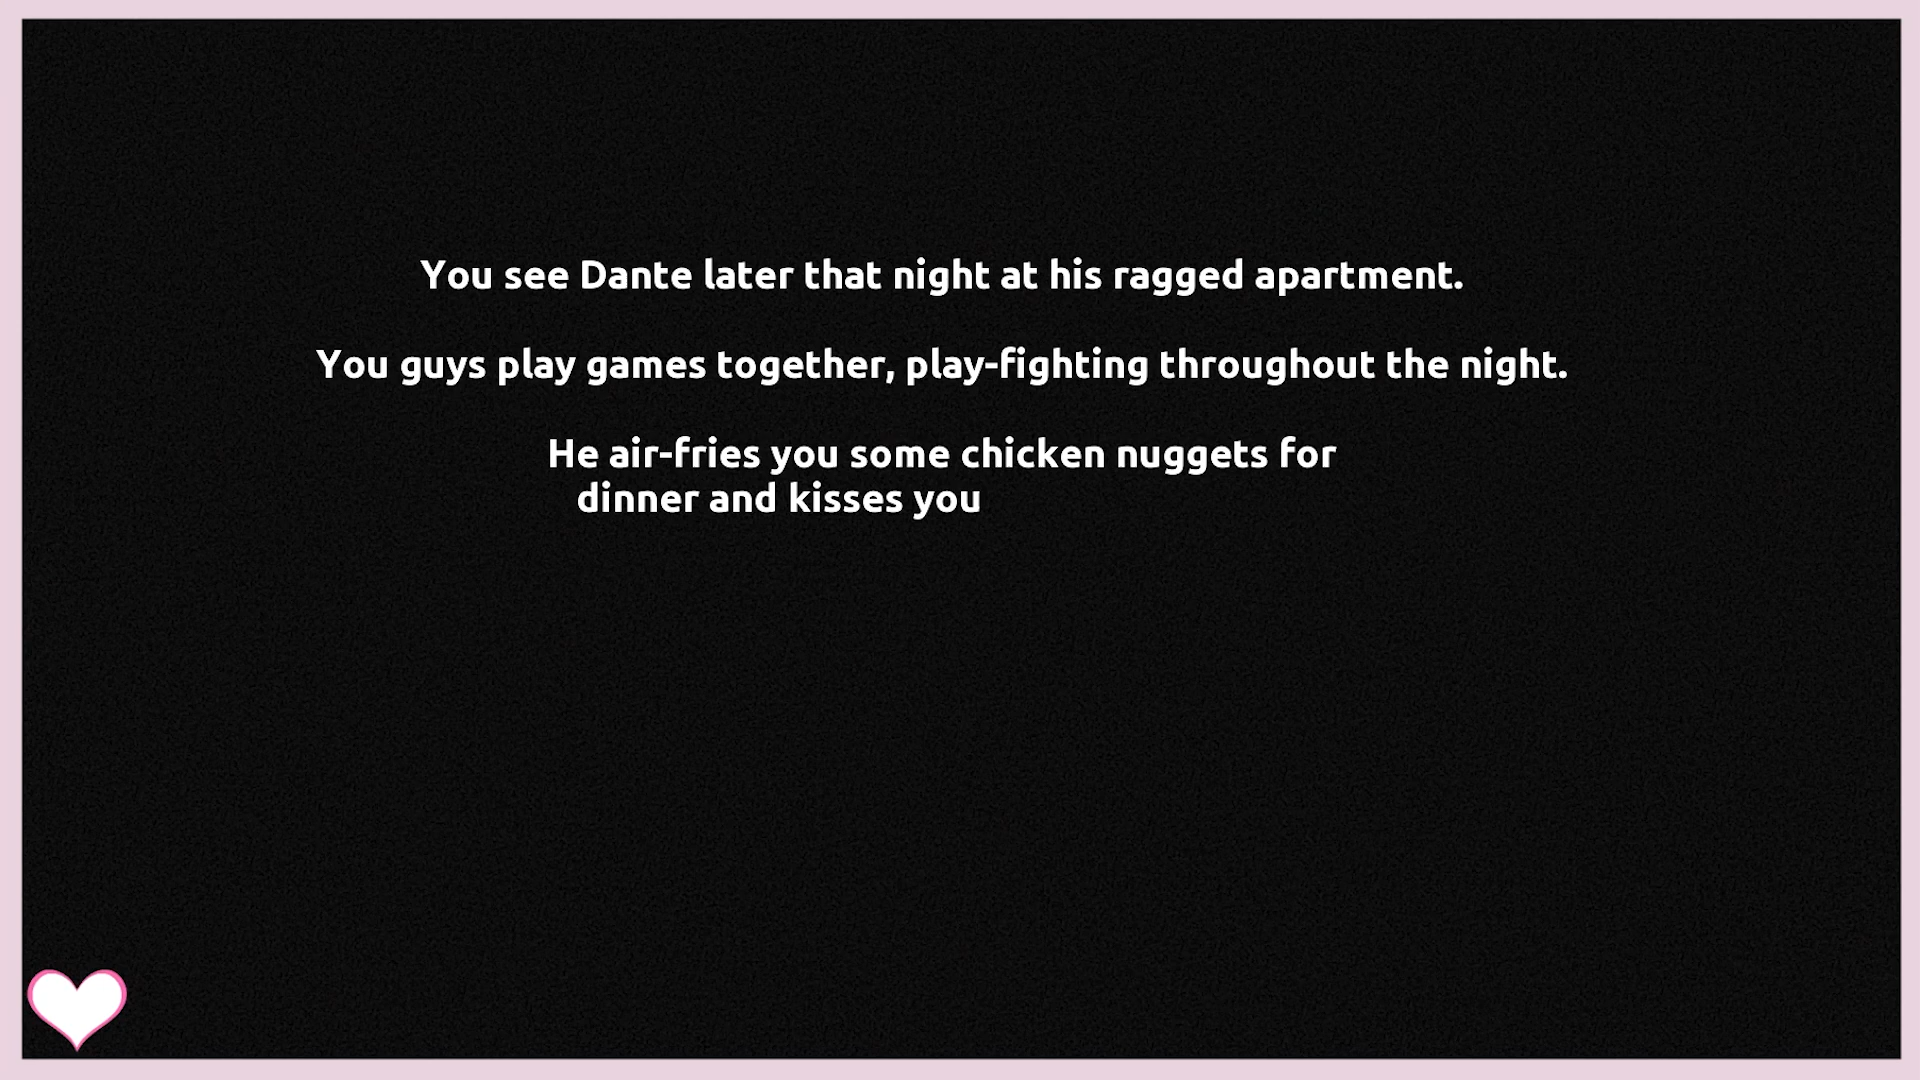 You see Dante later that night at his ragged apartment.
You guys play games together, play-fighting throughout the night.
He air-fries you some chicken nuggets for
dinner and kisses you